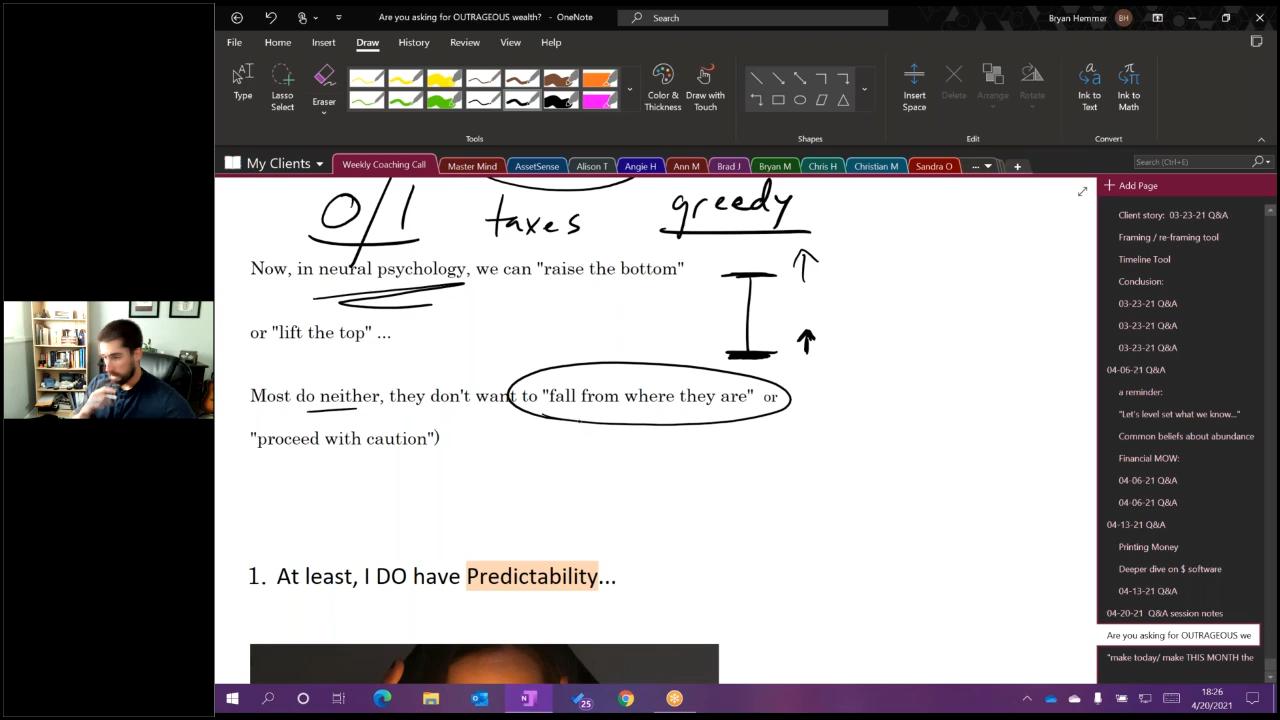 Are you asking for OUTRAGEOUS wealth? - OneNote
Search
Bryan Hemmer BH
File Home Insert Draw History Review View Help
Type
Lasso Select
Eraser
Color & Thickness
Draw with Touch
Insert Space
Delete
Arrange
Rotate
Ink to Text
Ink to Math
Tools
Shapes
Edit
Convert
My Clients
Weekly Coaching Call
Master Mind
AssetSense
Alison T
Angie H
Ann M
Brad J
Bryan M
Chris H
Christian M
Sandra O
...
Search (Ctrl+E)
0/1 taxes greedy
Now, in neural psychology, we can "raise the bottom"
or "lift the top" ...
Most do neither, they don't want to "fall from where they are" or
"proceed with caution")
1. At least, I DO have Predictability...
Add Page
Client story: 03-23-21 Q&A
Framing / re-framing tool
Timeline Tool
Conclusion:
03-23-21 Q&A
03-23-21 Q&A
03-23-21 Q&A
04-06-21 Q&A
a reminder:
"Let's level set what we know..."
Common beliefs about abundance
Financial MOW:
04-06-21 Q&A
04-06-21 Q&A
04-13-21 Q&A
Printing Money
Deeper dive on $ software
04-13-21 Q&A
04-20-21 Q&A session notes
Are you asking for OUTRAGEOUS we
"make today/ make THIS MONTH the
25
18:26
4/20/2021